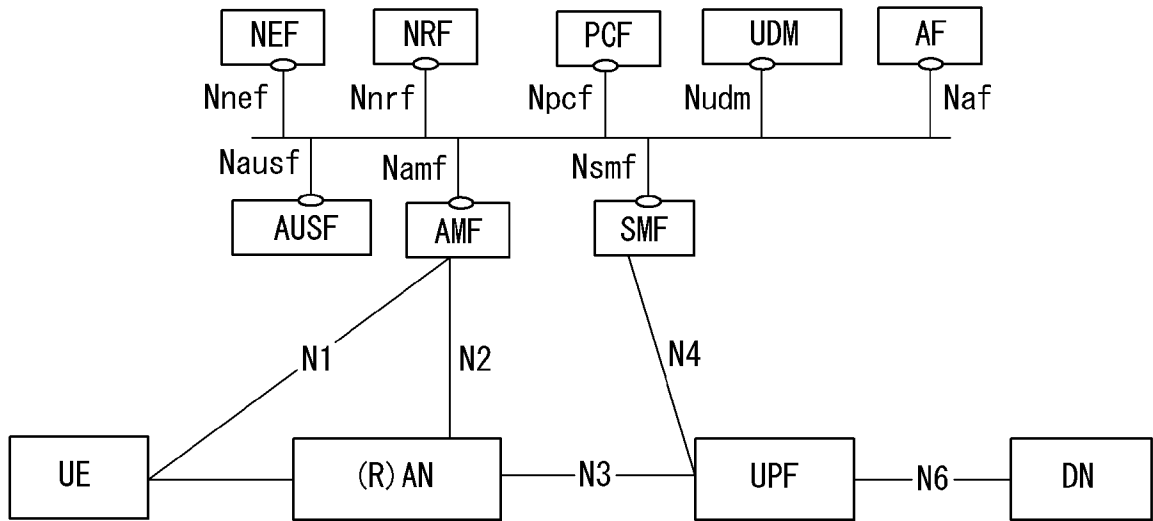 NEF NRF PCF UDM AF
Nnef Nnrf Npcf Nudm Naf
Nausf Namf Nsmf
AUSF AMF SMF
N1 N2 N4
UE (R)AN N3 UPF N6 DN